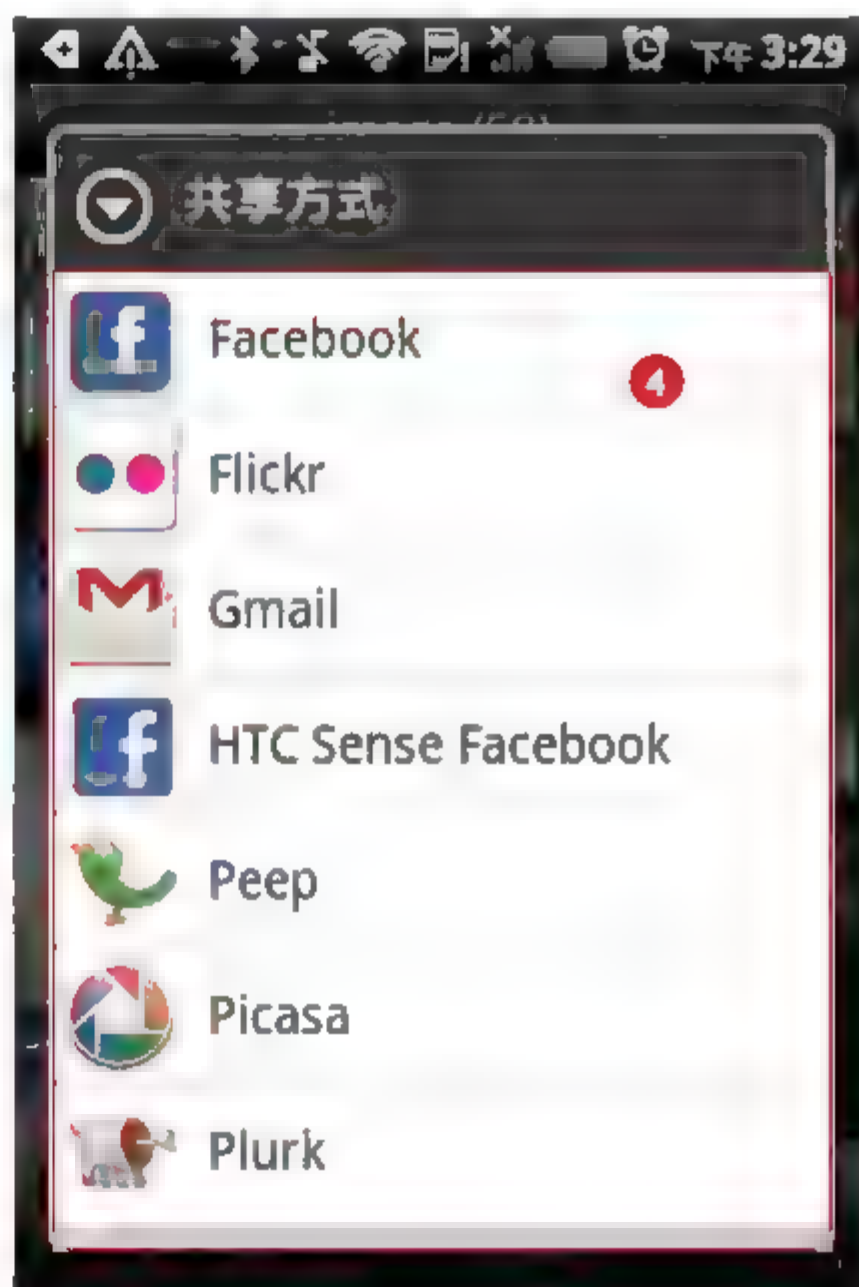 下午 3:29
共享方式
Facebook
4
Flickr
Gmail
HTC Sense Facebook
Peep
Picasa
Plurk